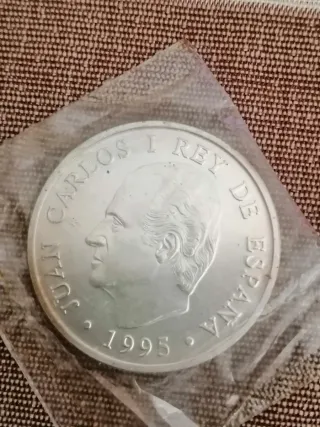 JUAN CARLOS I REY DE ESPAÑA
• 1995 •